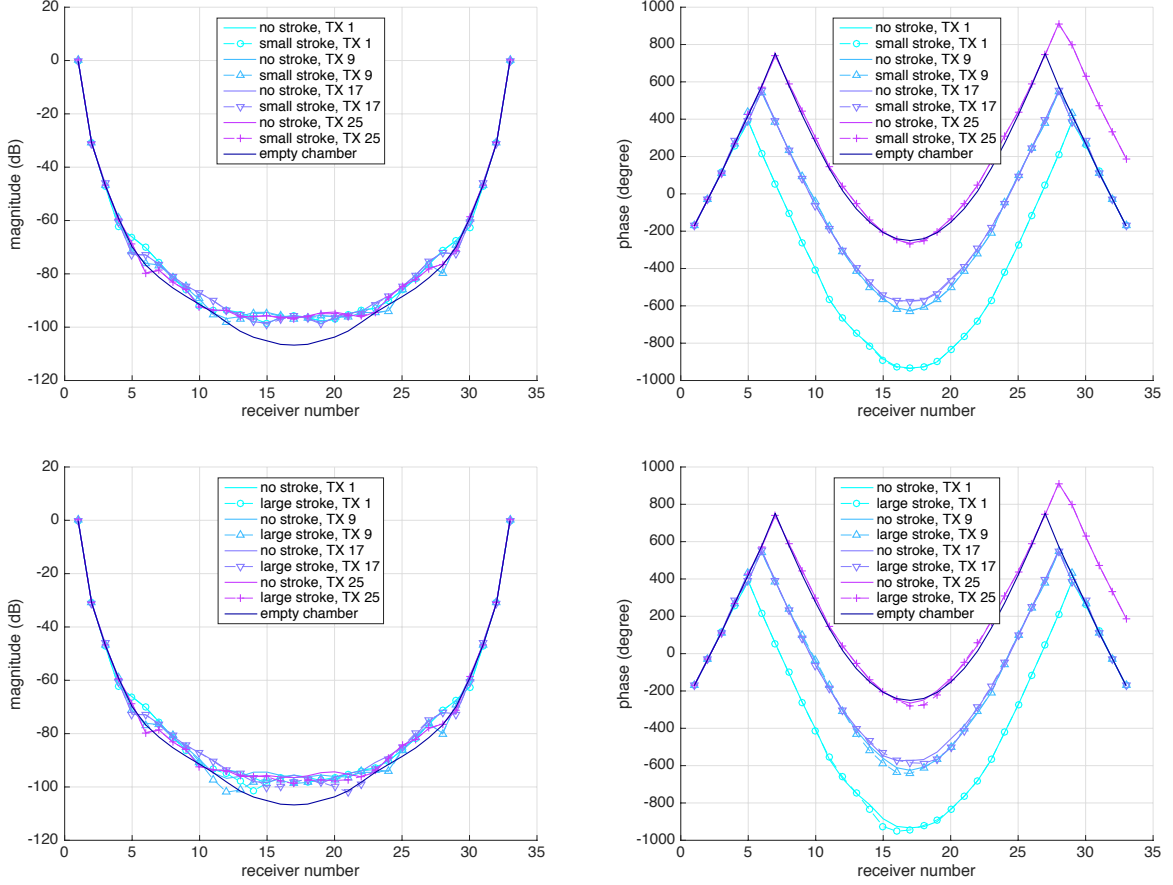 20
0
-20
-40
-60
-80
-100
-120
magnitude (dB)
0 5 10 15 20 25 30 35
receiver number
no stroke, TX 1
small stroke, TX 1
no stroke, TX 9
small stroke, TX 9
no stroke, TX 17
small stroke, TX 17
no stroke, TX 25
small stroke, TX 25
empty chamber
1000
800
600
400
200
0
-200
-400
-600
-800
-1000
phase (degree)
0 5 10 15 20 25 30 35
receiver number
no stroke, TX 1
small stroke, TX 1
no stroke, TX 9
small stroke, TX 9
no stroke, TX 17
small stroke, TX 17
no stroke, TX 25
small stroke, TX 25
empty chamber
20
0
-20
-40
-60
-80
-100
-120
magnitude (dB)
0 5 10 15 20 25 30 35
receiver number
no stroke, TX 1
large stroke, TX 1
no stroke, TX 9
large stroke, TX 9
no stroke, TX 17
large stroke, TX 17
no stroke, TX 25
large stroke, TX 25
empty chamber
1000
800
600
400
200
0
-200
-400
-600
-800
-1000
phase (degree)
0 5 10 15 20 25 30 35
receiver number
no stroke, TX 1
large stroke, TX 1
no stroke, TX 9
large stroke, TX 9
no stroke, TX 17
large stroke, TX 17
no stroke, TX 25
large stroke, TX 25
empty chamber